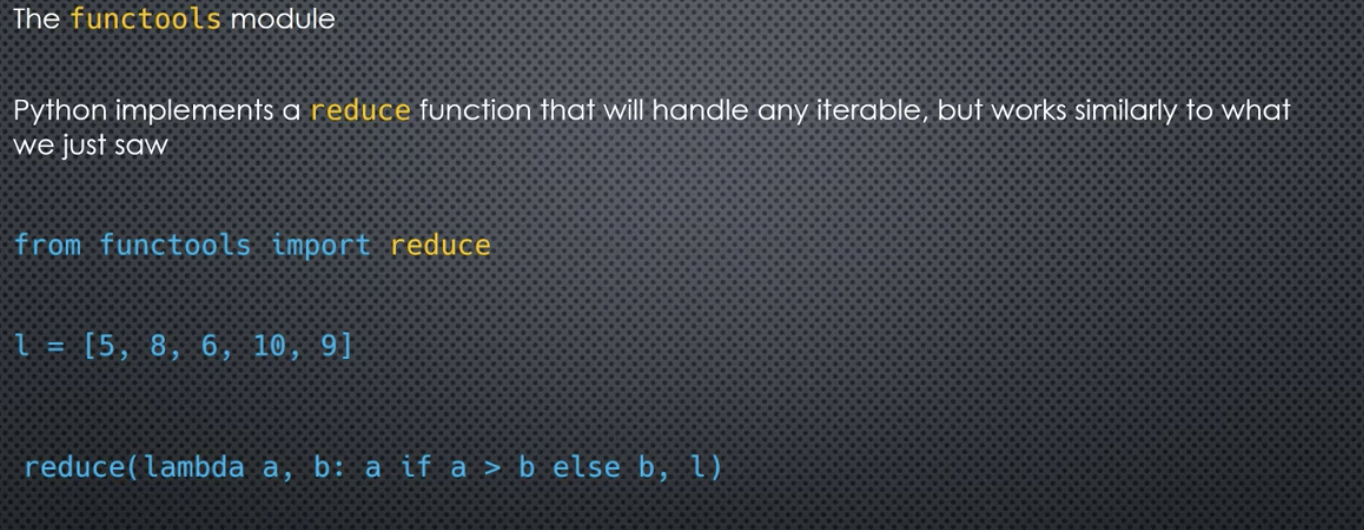 The functools module
Python implements a reduce function that will handle any iterable, but works similarly to what
we just saw
from functools import reduce
l = [5, 8, 6, 10, 9]
reduce(lambda a, b: a if a > b else b, l)